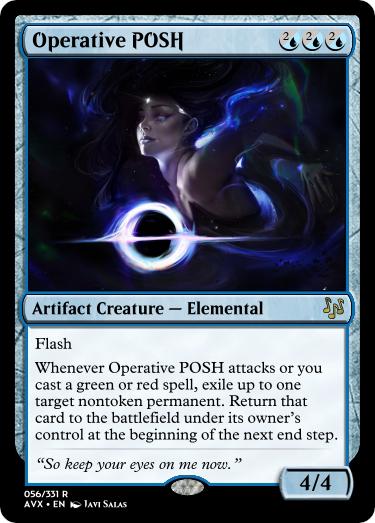 Operative POSH
2 2 2
Artifact Creature — Elemental
Flash
Whenever Operative POSH attacks or you
cast a green or red spell, exile up to one
target nontoken permanent. Return that
card to the battlefield under its owner's
control at the beginning of the next end step.
“So keep your eyes on me now.”
4/4
056/331 R
AVX • EN Javi Salas